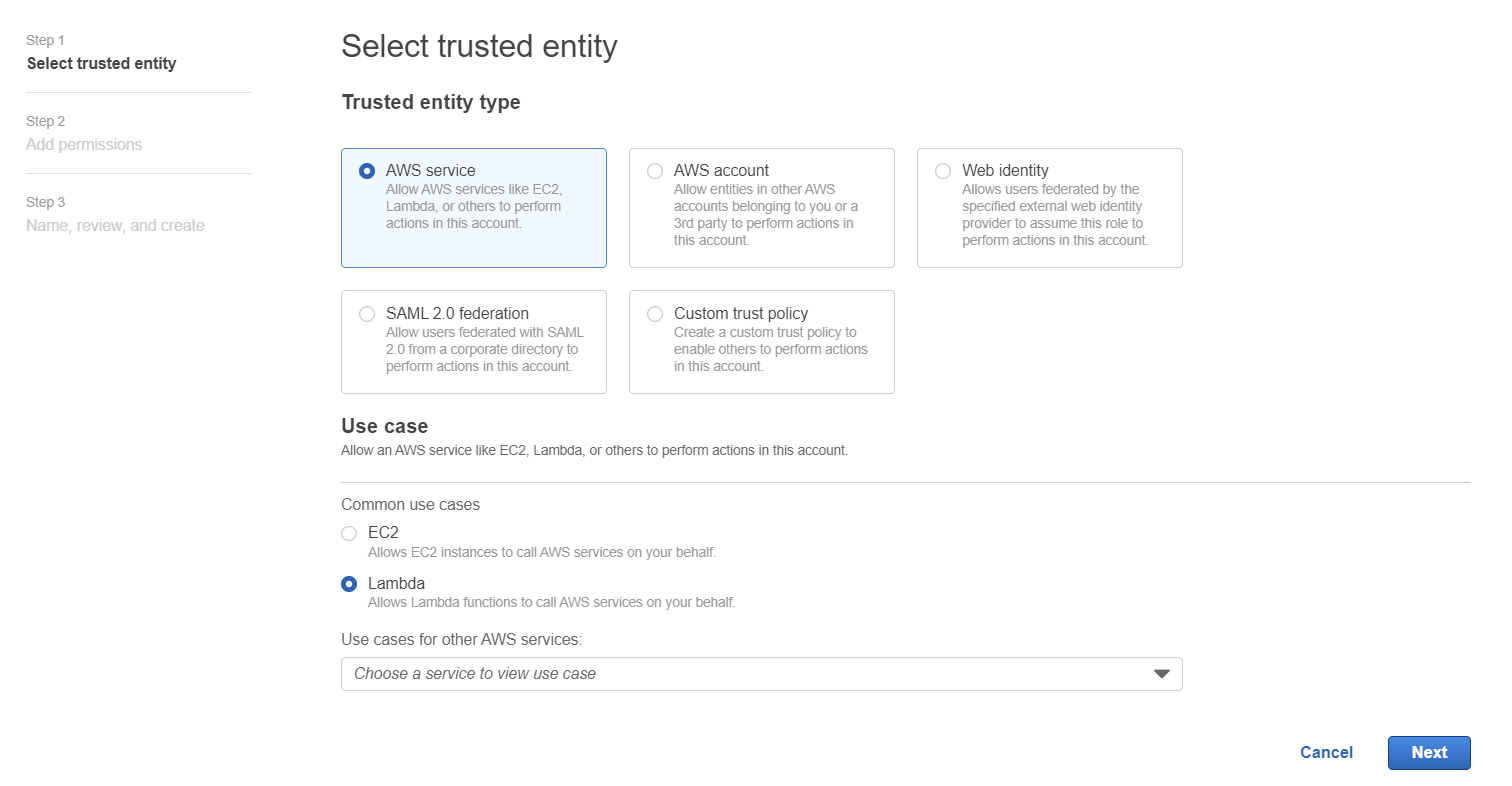 Step 1
Select trusted entity
Step 2
Add permissions
Step 3
Name, review, and create
Select trusted entity
Trusted entity type
AWS service
Allow AWS services like EC2,
Lambda, or others to perform
actions in this account.
AWS account
Allow entities in other AWS
accounts belonging to you or a
3rd party to perform actions in
this account.
Web identity
Allows users federated by the
specified external web identity
provider to assume this role to
perform actions in this account.
SAML 2.0 federation
Allow users federated with SAML
2.0 from a corporate directory to
perform actions in this account.
Custom trust policy
Create a custom trust policy to
enable others to perform actions
in this account.
Use case
Allow an AWS service like EC2, Lambda, or others to perform actions in this account.
Common use cases
EC2
Allows EC2 instances to call AWS services on your behalf.
Lambda
Allows Lambda functions to call AWS services on your behalf.
Use cases for other AWS services:
Choose a service to view use case
Cancel
Next